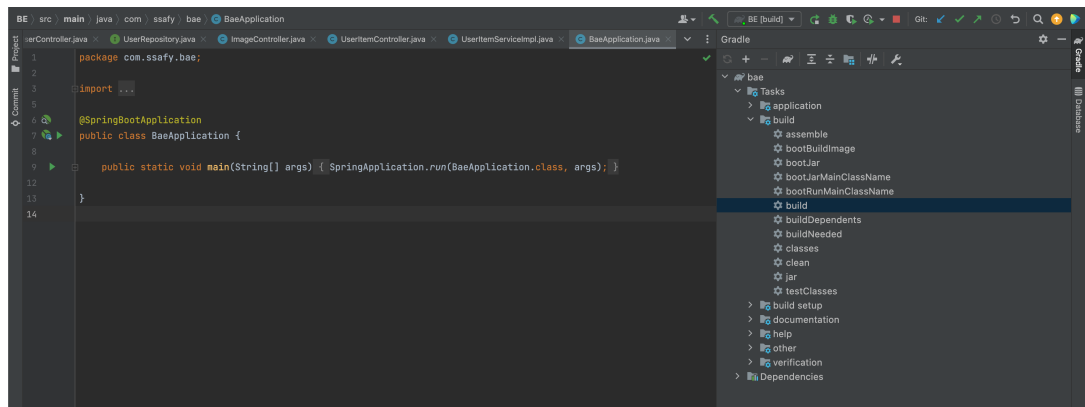 BE src main java com ssafy bae BaeApplication
BE [build]
Git:
serController.java UserRepository.java ImageController.java UserItemController.java UserItemServiceImpl.java BaeApplication.java
Gradle
Project
Commit
Gradle
Database
1 package com.ssafy.bae;
2
3 import ...
5
6 @SpringBootApplication
7 public class BaeApplication {
8
9 public static void main(String[] args) { SpringApplication.run(BaeApplication.class, args); }
12
13 }
14
bae
Tasks
application
build
assemble
bootBuildImage
bootJar
bootJarMainClassName
bootRunMainClassName
build
buildDependents
buildNeeded
classes
clean
jar
testClasses
build setup
documentation
help
other
verification
Dependencies